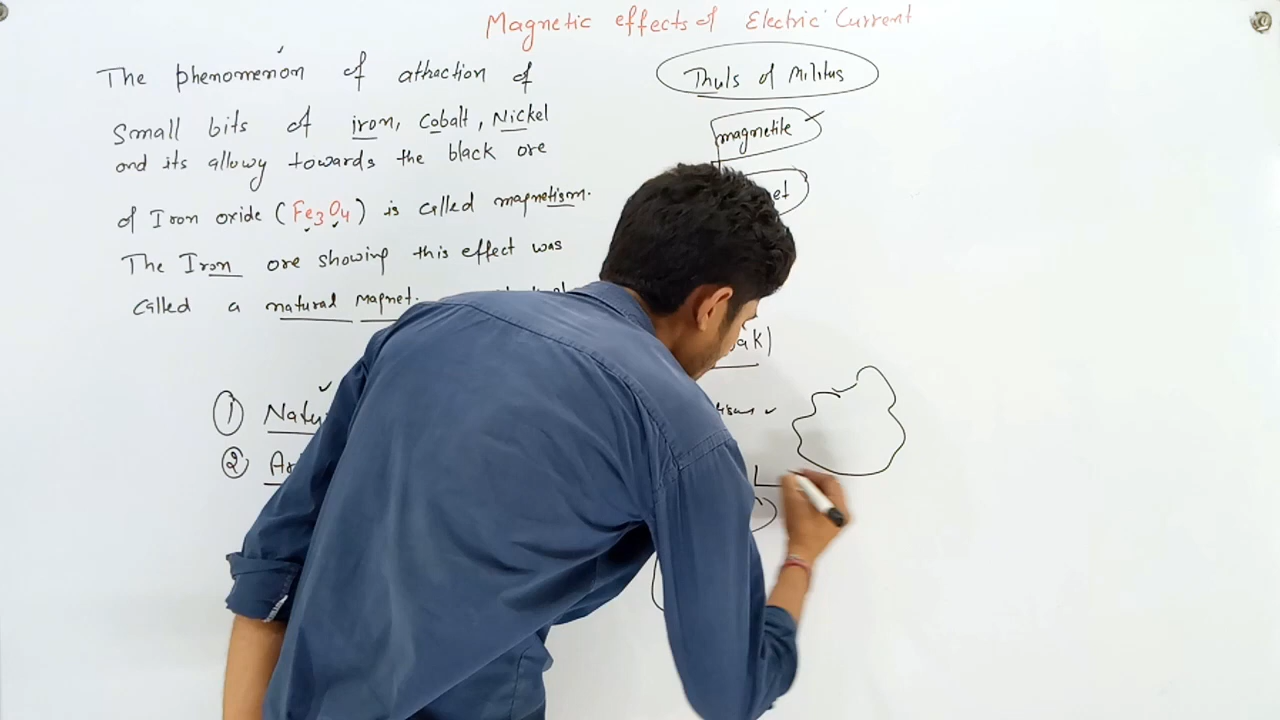 Magnetic effects of Electric Current
The phenomenon of attraction of
Small bits of iron, Cobalt, Nickel
and its allowy towards the black ore
of Iron oxide (Fe3O4) is called magnetism.
The Iron ore showing this effect was
Called a natural Magnet.
① Natu
②
Thuls of Militus
magnetite
et
ak)